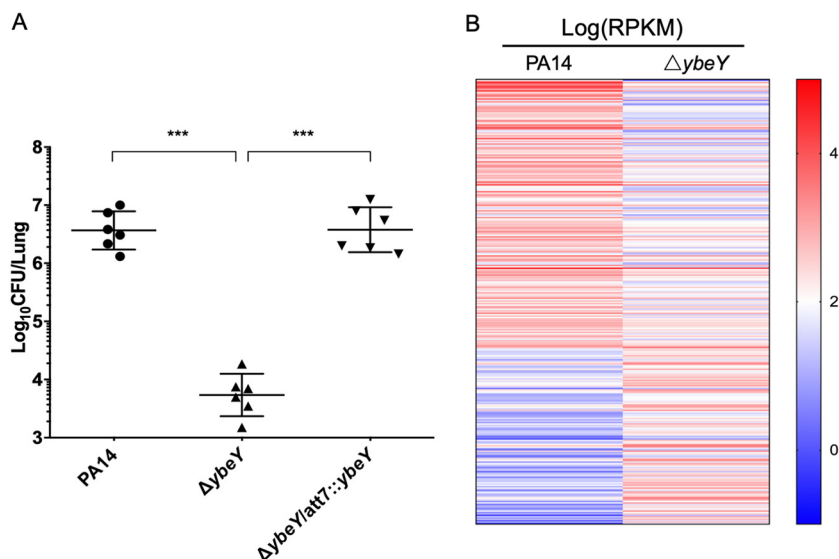 A
*** ***
8
7
6
5
4
3
Log10CFU/Lung
PA14
ΔybeY
ΔybeY/att7::ybeY
B
Log(RPKM)
PA14 △ybeY
4
2
0